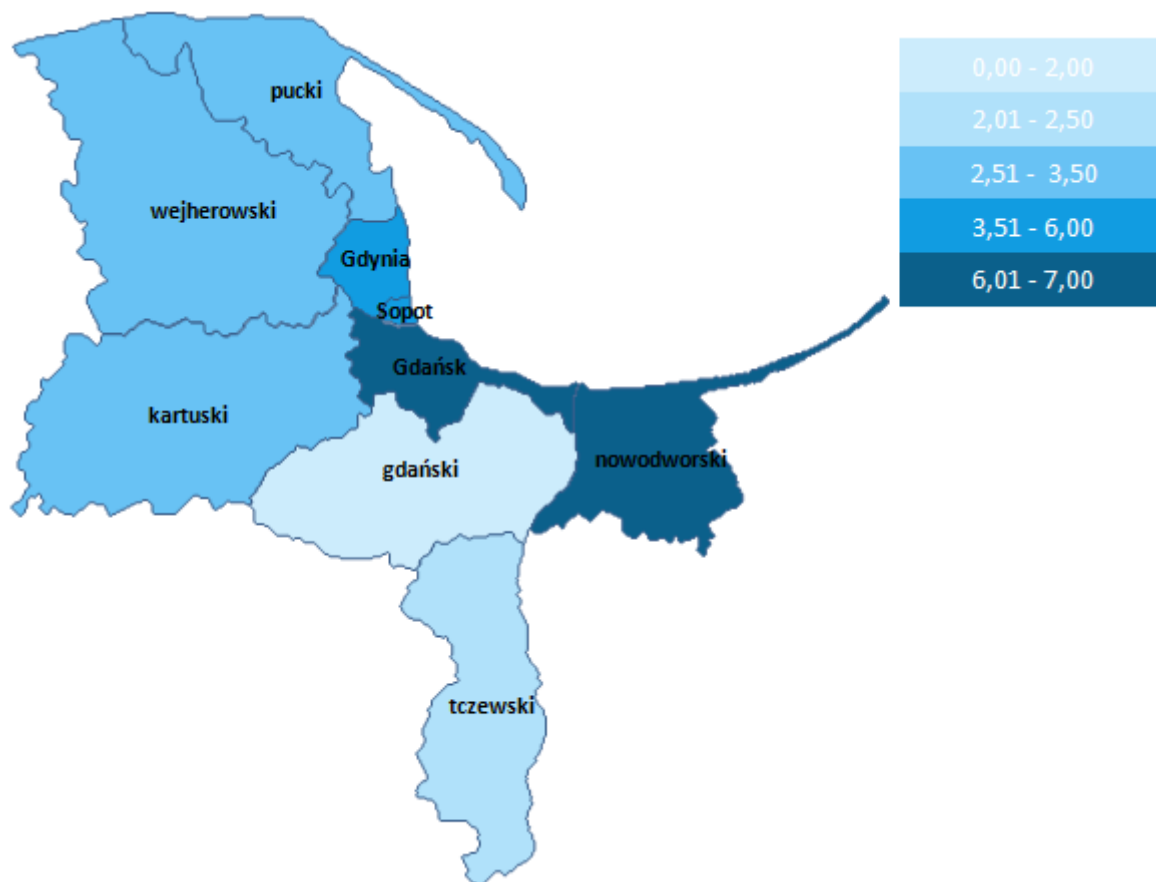 pucki
wejherowski
Gdynia
Sopot
Gdańsk
kartuski
gdański
nowodworski
tczewski
0,00 - 2,00
2,01 - 2,50
2,51 - 3,50
3,51 - 6,00
6,01 - 7,00